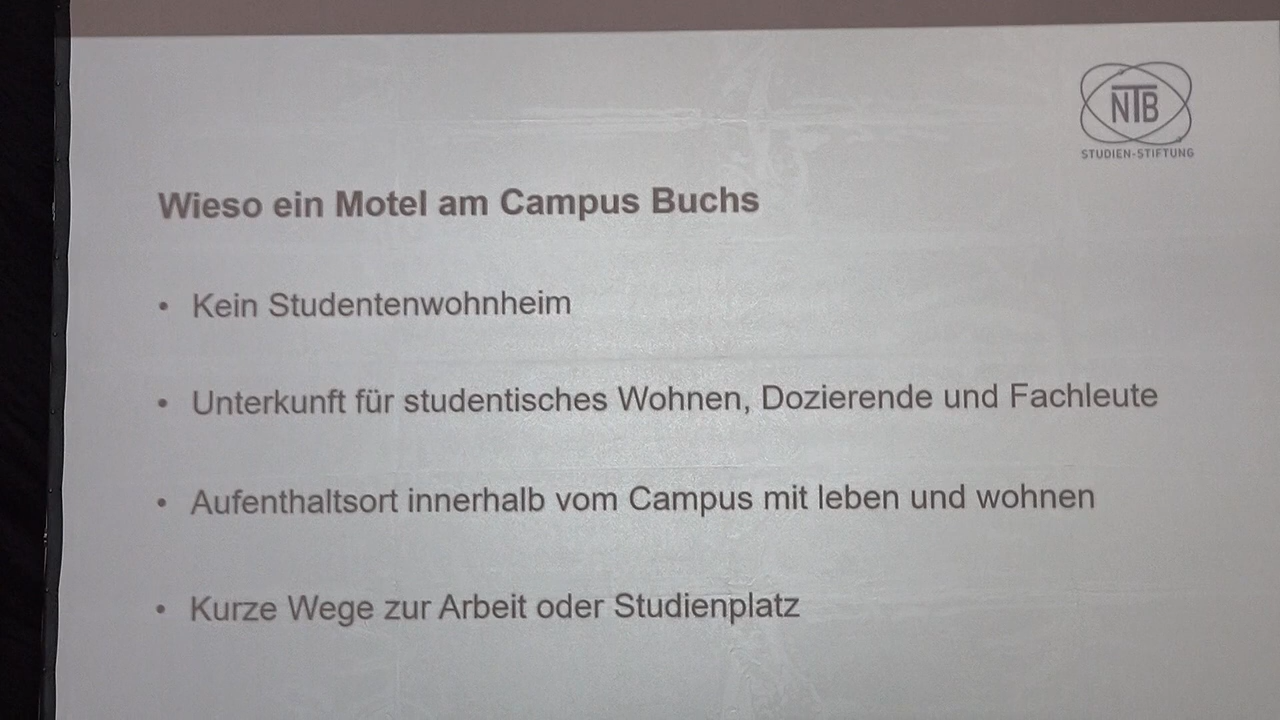 NTB
STUDIEN-STIFTUNG
Wieso ein Motel am Campus Buchs
• Kein Studentenwohnheim
• Unterkunft für studentisches Wohnen, Dozierende und Fachleute
• Aufenthaltsort innerhalb vom Campus mit leben und wohnen
• Kurze Wege zur Arbeit oder Studienplatz